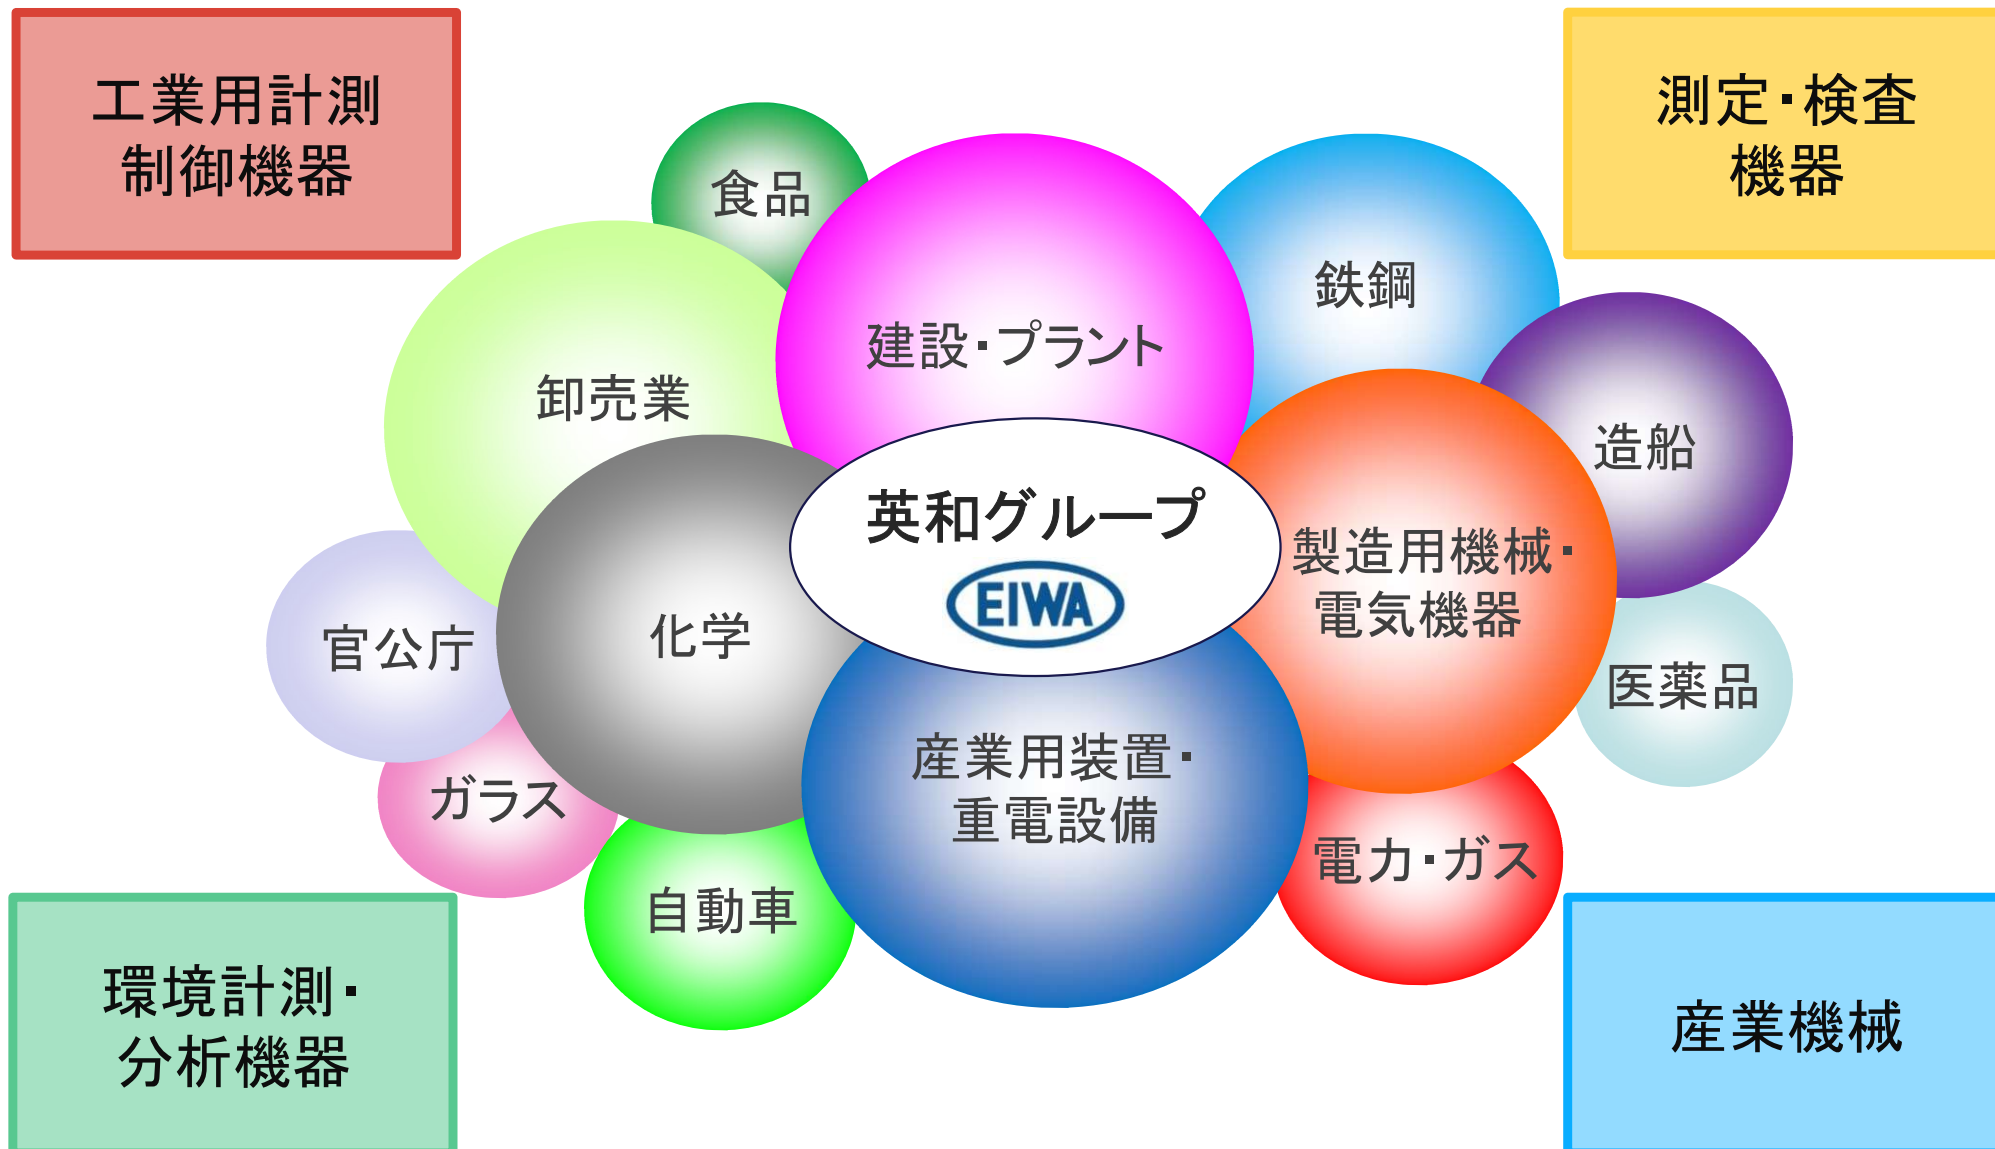 工業用計測
制御機器
測定・検査
機器
食品
建設・プラント
鉄鋼
卸売業
造船
英和グループ
EIWA
製造用機械・
電気機器
化学
官公庁
医薬品
ガラス
産業用装置・
重電設備
電力・ガス
自動車
環境計測・
分析機器
産業機械